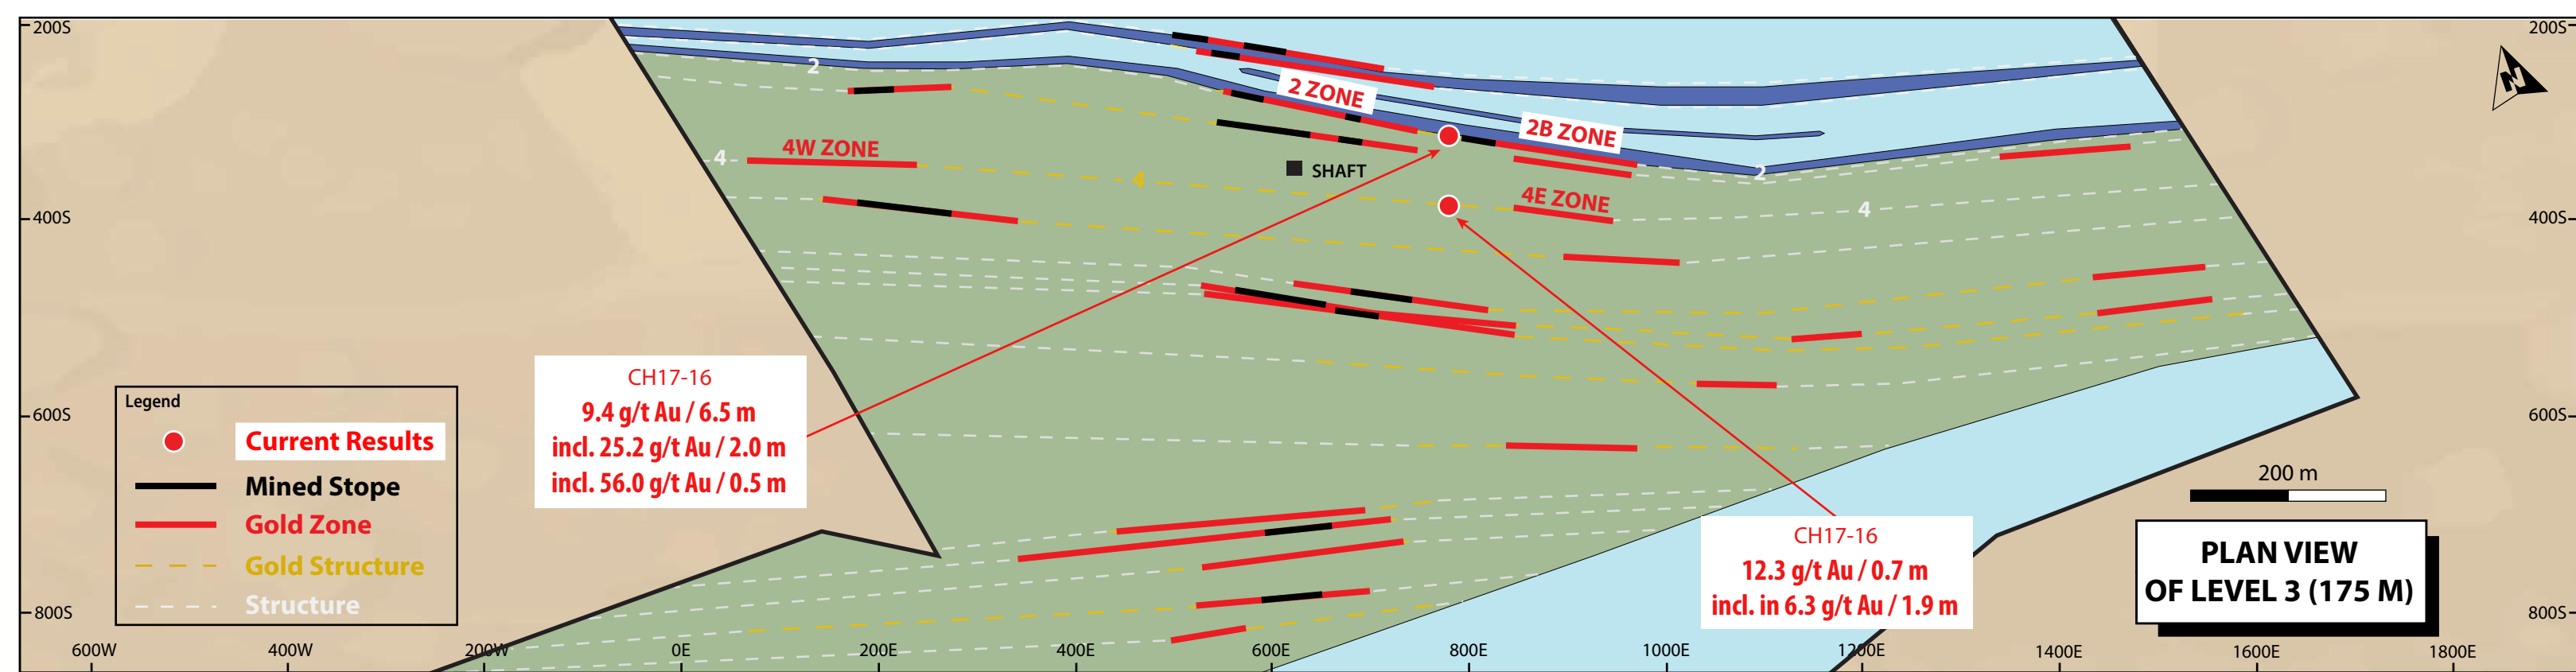 200S
200S
2
2 ZONE
2B ZONE
N
4
4W ZONE
4
SHAFT
2
4E ZONE
4
400S
400S
CH17-16
9.4 g/t Au / 6.5 m
incl. 25.2 g/t Au / 2.0 m
incl. 56.0 g/t Au / 0.5 m
Legend
Current Results
Mined Stope
Gold Zone
Gold Structure
Structure
600S
600S
200 m
CH17-16
12.3 g/t Au / 0.7 m
incl. in 6.3 g/t Au / 1.9 m
PLAN VIEW
OF LEVEL 3 (175 M)
800S
800S
600W
400W
200W
0E
200E
400E
600E
800E
1000E
1200E
1400E
1600E
1800E